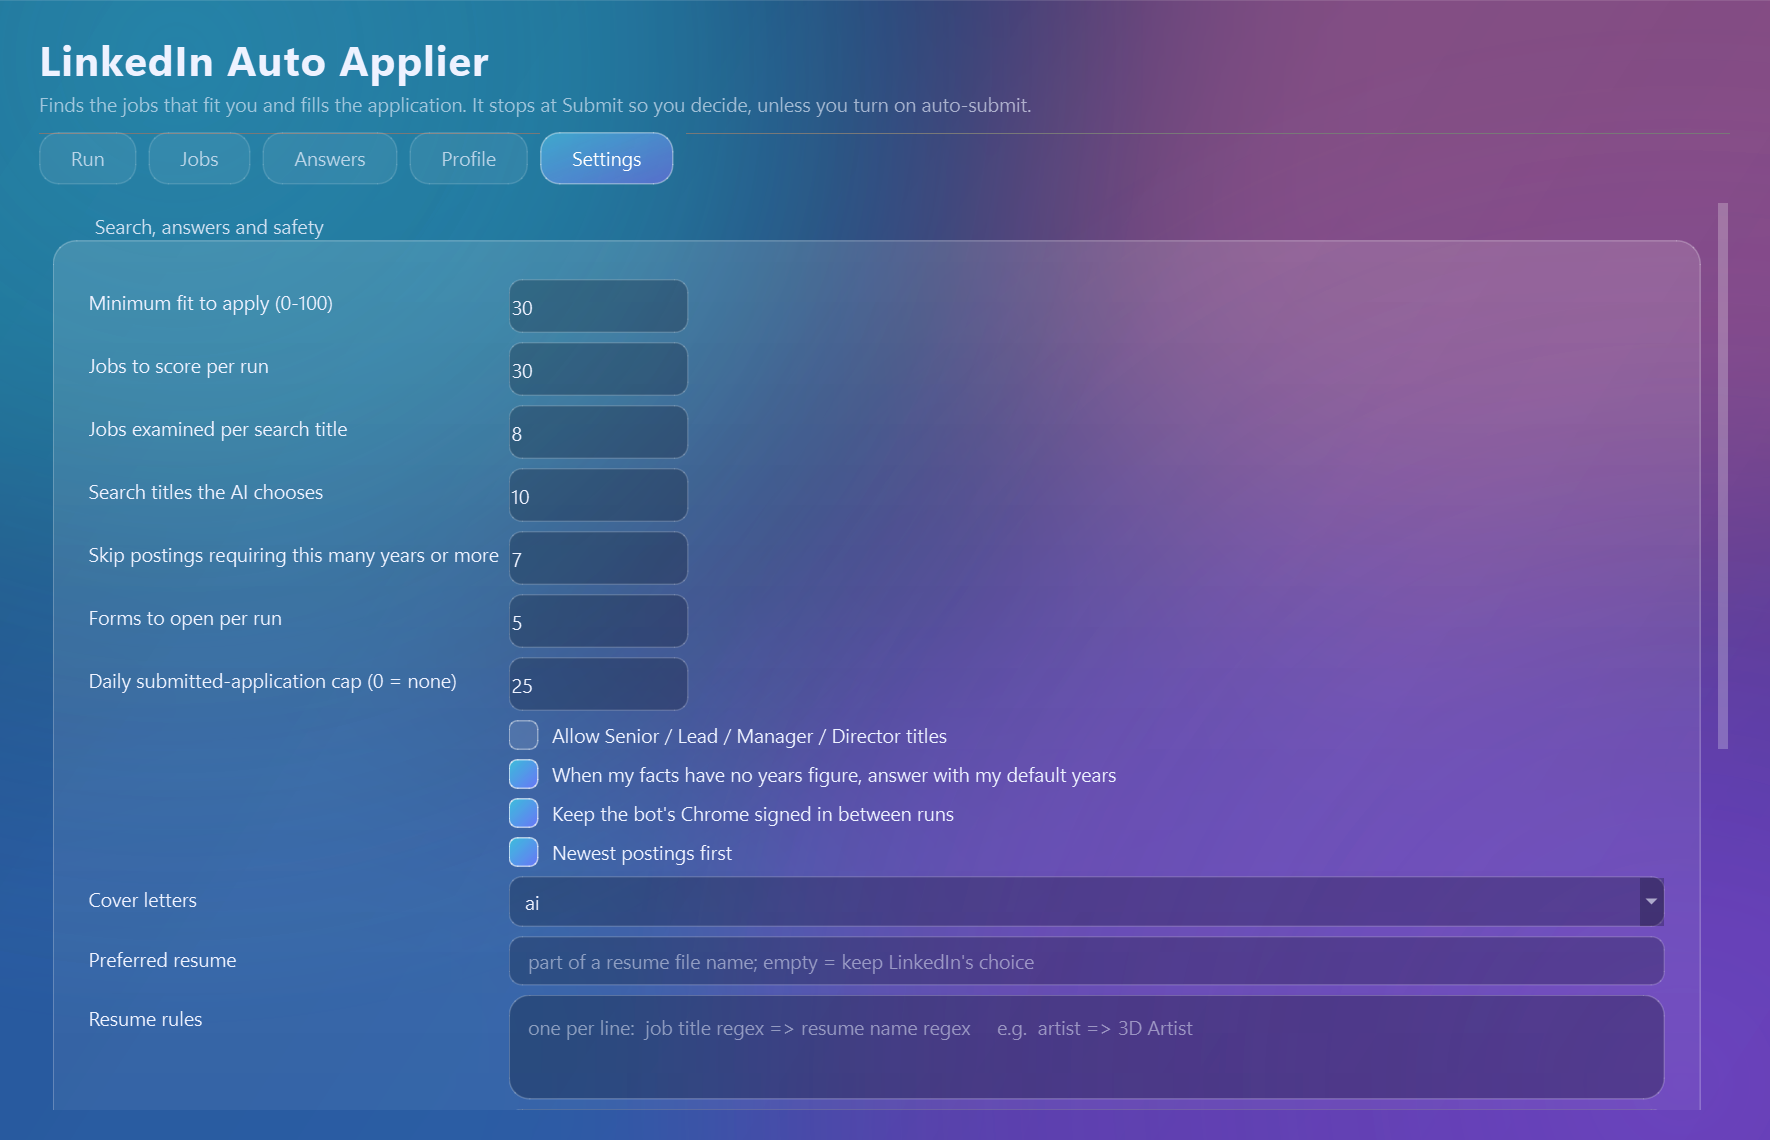 LinkedIn Auto Applier
Finds the jobs that fit you and fills the application. It stops at Submit so you decide, unless you turn on auto-submit.
Run
Jobs
Answers
Profile
Settings
Search, answers and safety
Minimum fit to apply (0-100)
30
Jobs to score per run
30
Jobs examined per search title
8
Search titles the AI chooses
10
Skip postings requiring this many years or more
7
Forms to open per run
5
Daily submitted-application cap (0 = none)
25
Allow Senior / Lead / Manager / Director titles
When my facts have no years figure, answer with my default years
Keep the bot's Chrome signed in between runs
Newest postings first
Cover letters
ai
Preferred resume
part of a resume file name; empty = keep LinkedIn's choice
Resume rules
one per line:  job title regex => resume name regex     e.g.  artist => 3D Artist